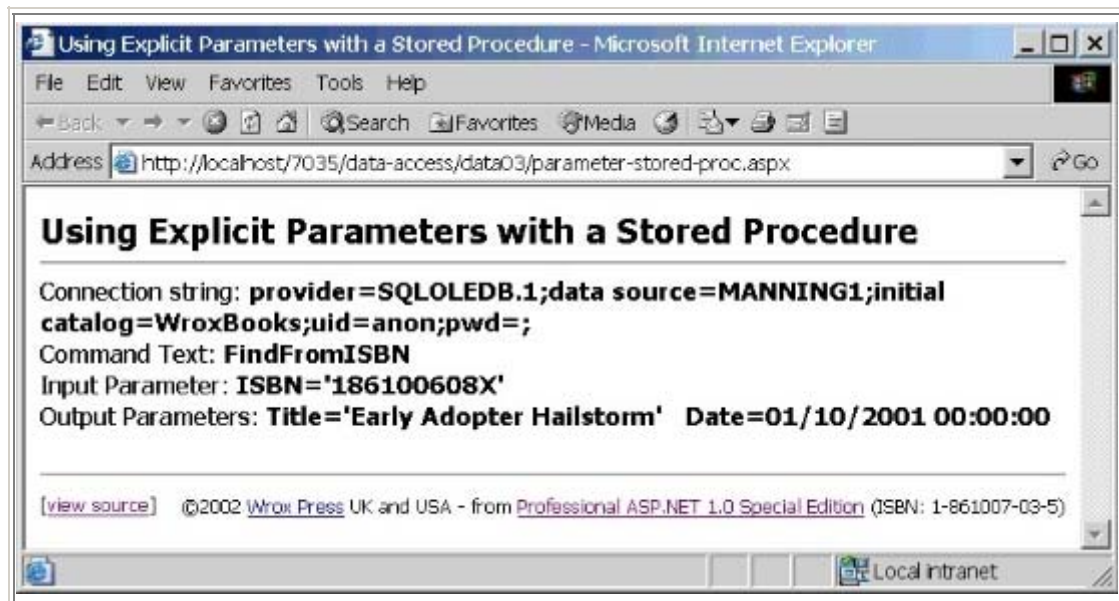 Using Explicit Parameters with a Stored Procedure - Microsoft Internet Explorer
File Edit View Favorites Tools Help
Back Search Favorites Media
Address http://localhost/7035/data-access/data03/parameter-stored-proc.aspx Go
Using Explicit Parameters with a Stored Procedure
Connection string: provider=SQLOLEDB.1;data source=MANNING1;initial
catalog=WroxBooks;uid=anon;pwd=;
Command Text: FindFromISBN
Input Parameter: ISBN='186100608X'
Output Parameters: Title='Early Adopter Hailstorm' Date=01/10/2001 00:00:00
[view source] ©2002 Wrox Press UK and USA - from Professional ASP.NET 1.0 Special Edition (ISBN: 1-861007-03-5)
Local intranet